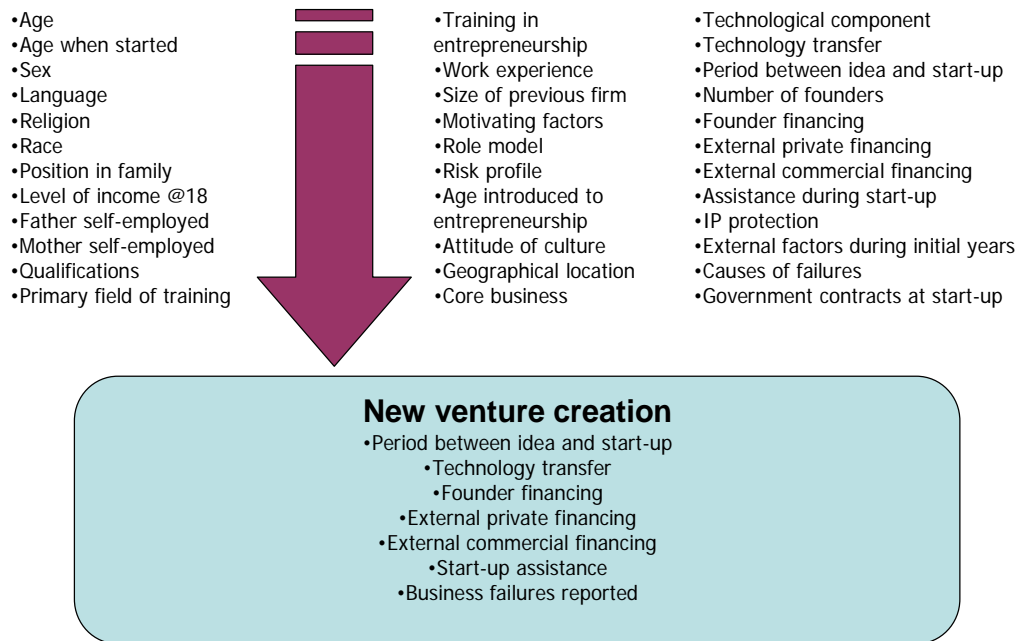 •Age
•Age when started
•Sex
•Language
•Religion
•Race
•Position in family
•Level of income @18
•Father self-employed
•Mother self-employed
•Qualifications
•Primary field of training
•Training in
entrepreneurship
•Work experience
•Size of previous firm
•Motivating factors
•Role model
•Risk profile
•Age introduced to
entrepreneurship
•Attitude of culture
•Geographical location
•Core business
•Technological component
•Technology transfer
•Period between idea and start-up
•Number of founders
•Founder financing
•External private financing
•External commercial financing
•Assistance during start-up
•IP protection
•External factors during initial years
•Causes of failures
•Government contracts at start-up
New venture creation
•Period between idea and start-up
•Technology transfer
•Founder financing
•External private financing
•External commercial financing
•Start-up assistance
•Business failures reported